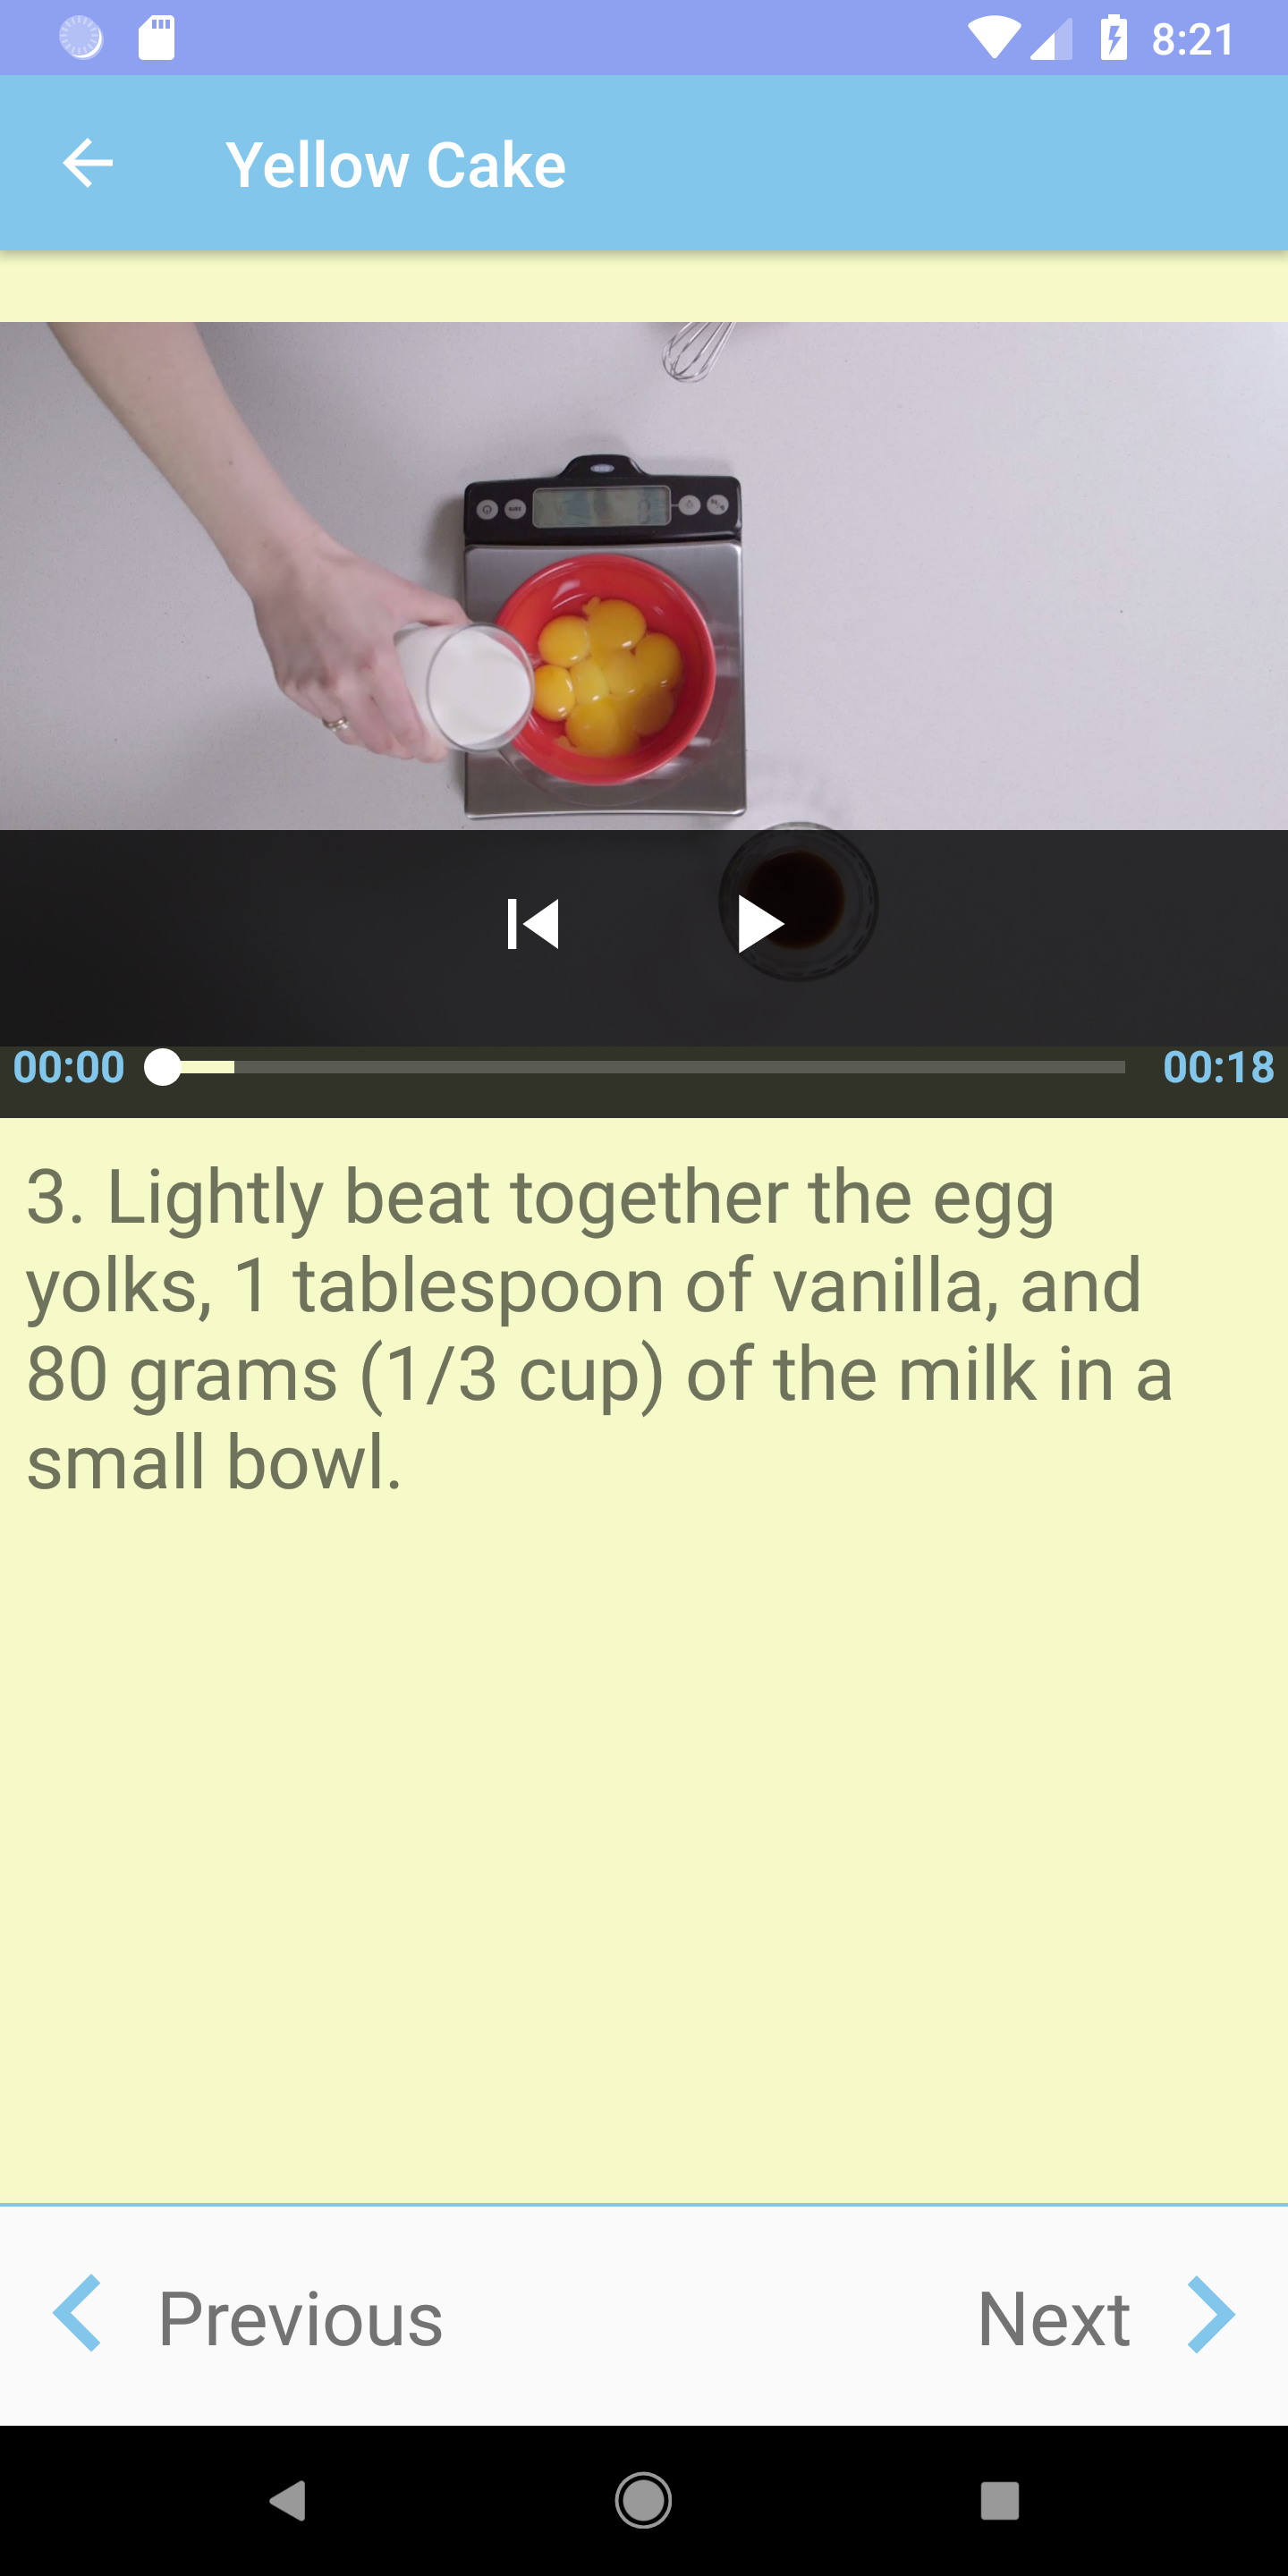 8:21
Yellow Cake
00:00
00:18
3. Lightly beat together the egg
yolks, 1 tablespoon of vanilla, and
80 grams (1/3 cup) of the milk in a
small bowl.
Previous
Next